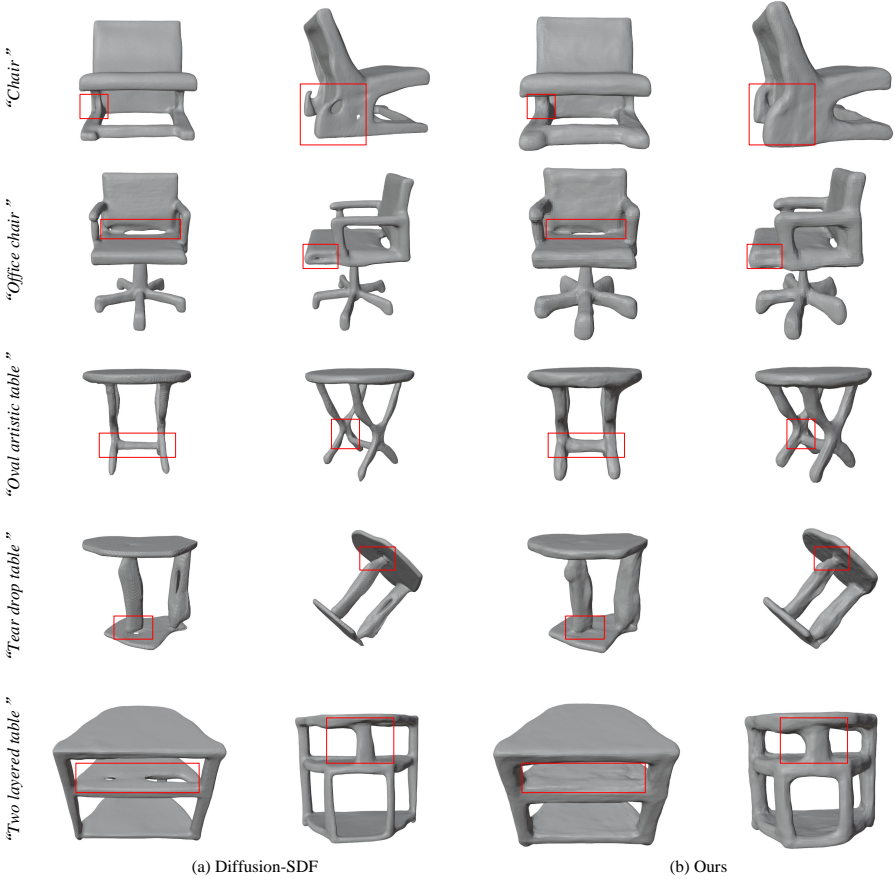 “Chair”
“Office chair”
“Oval artistic table”
“Tear drop table”
“Two layered table”
(a) Diffusion-SDF
(b) Ours